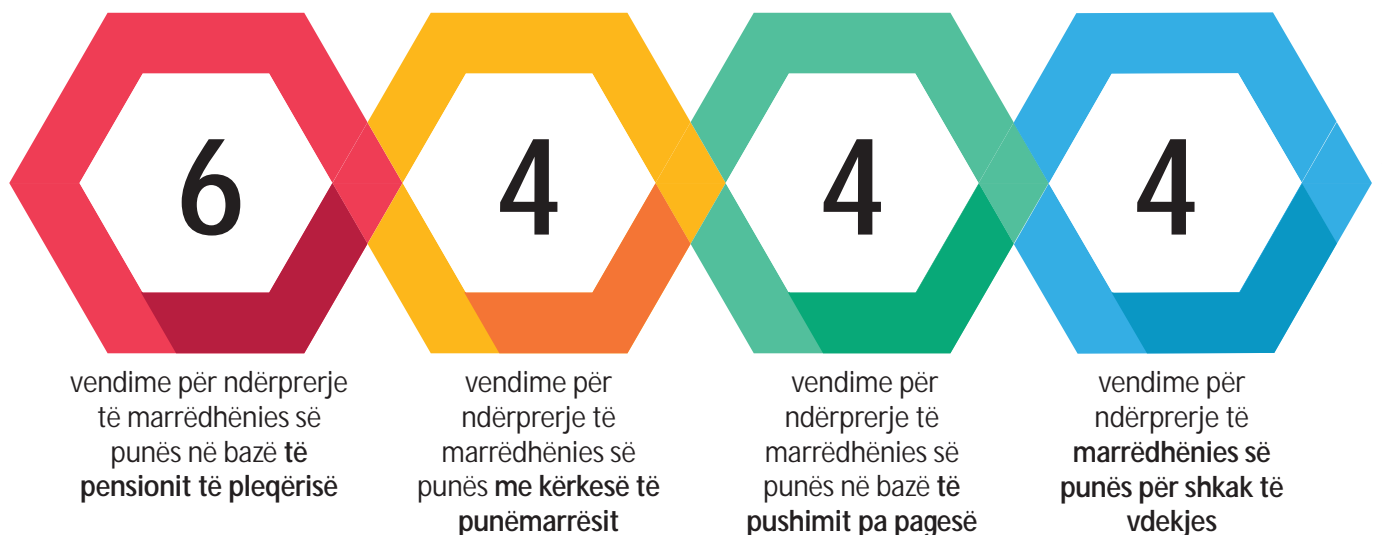 6
vendime për ndërprerje
të marrëdhënies së
punës në bazë të
pensionit të pleqërisë
4
vendime për
ndërprerje të
marrëdhënies së
punës me kërkesë të
punëmarrësit
4
vendime për
ndërprerje të
marrëdhënies së
punës në bazë të
pushimit pa pagesë
4
vendime për
ndërprerje të
marrëdhënies së
punës për shkak të
vdekjes